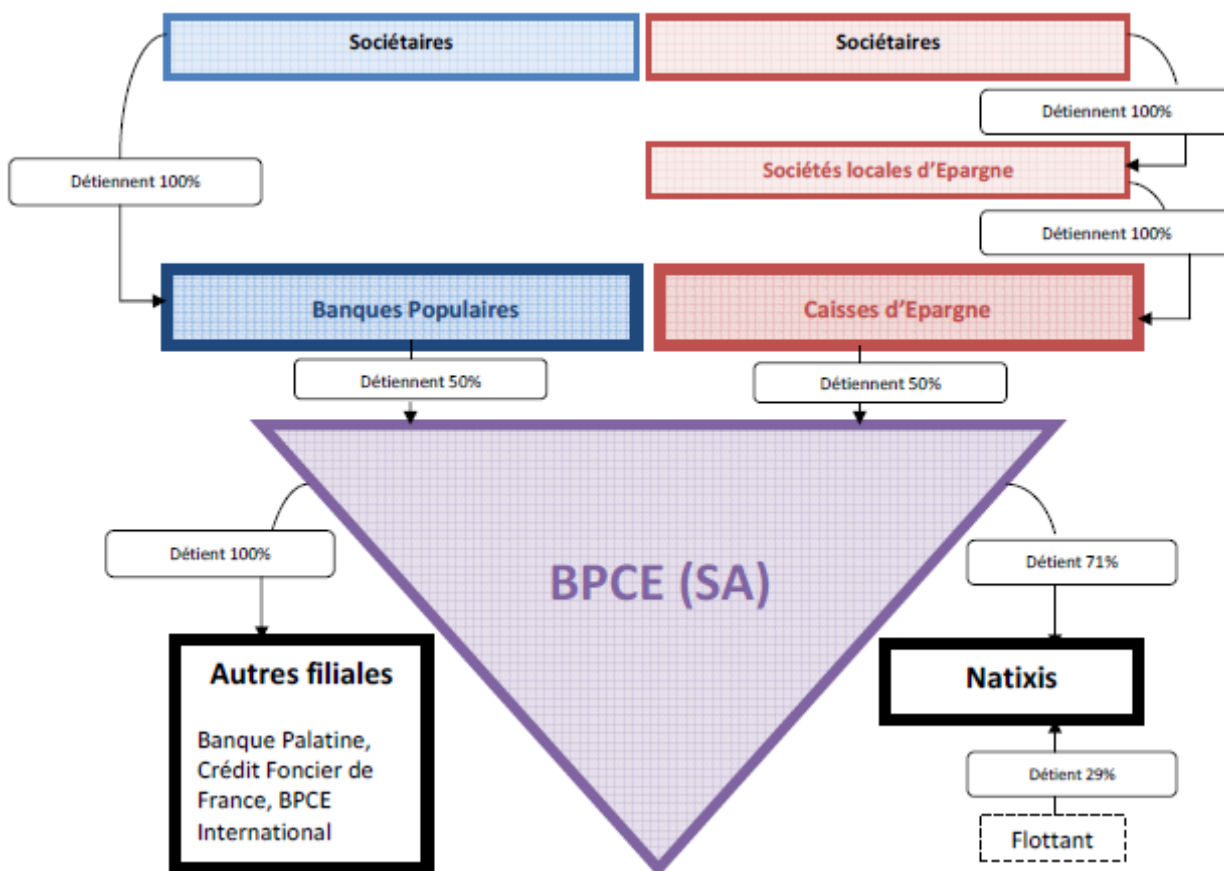 Sociétaires
Sociétaires
Détiennent 100%
Détiennent 100%
Sociétés locales d'Epargne
Détiennent 100%
Banques Populaires
Caisses d'Epargne
Détiennent 50%
Détiennent 50%
BPCE (SA)
Détient 100%
Détient 71%
Autres filiales
Banque Palatine,
Crédit Foncier de
France, BPCE
International
Natixis
Détient 29%
Flottant